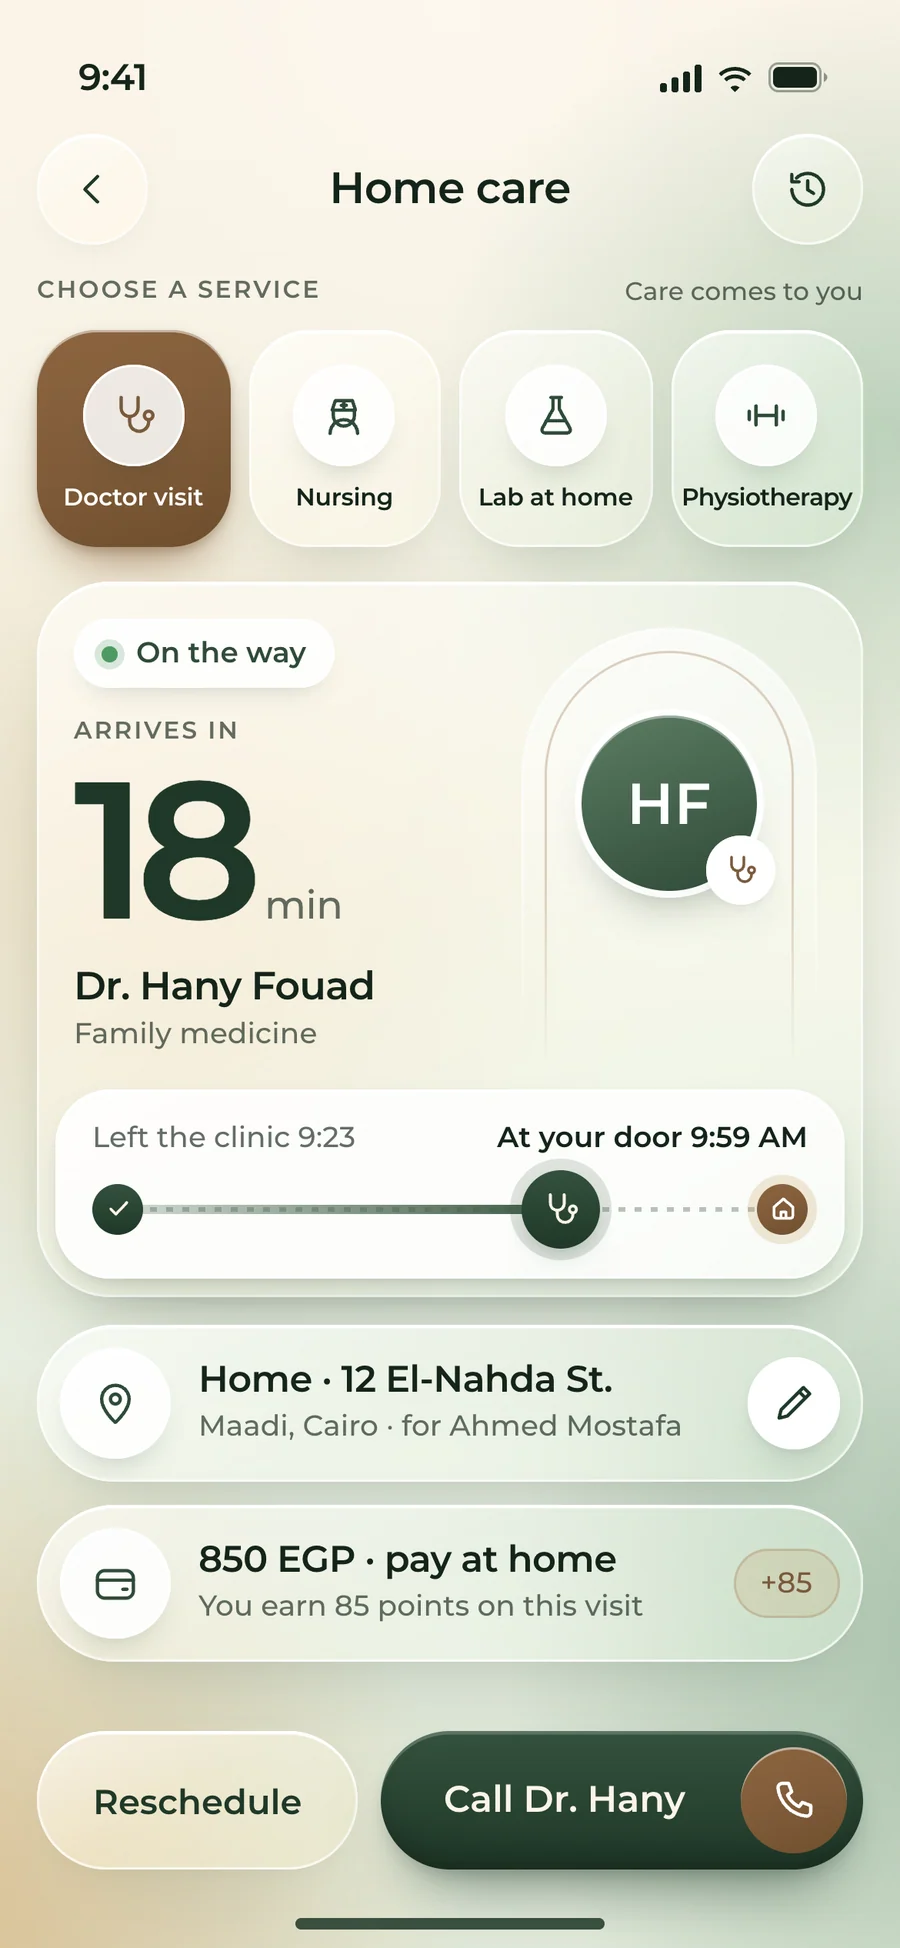 9:41
Home care
CHOOSE A SERVICE
Care comes to you
Doctor visit
Nursing
Lab at home
Physiotherapy
On the way
ARRIVES IN
18 min
HF
Dr. Hany Fouad
Family medicine
Left the clinic 9:23
At your door 9:59 AM
Home · 12 El-Nahda St.
Maadi, Cairo · for Ahmed Mostafa
850 EGP · pay at home
You earn 85 points on this visit
+85
Reschedule
Call Dr. Hany